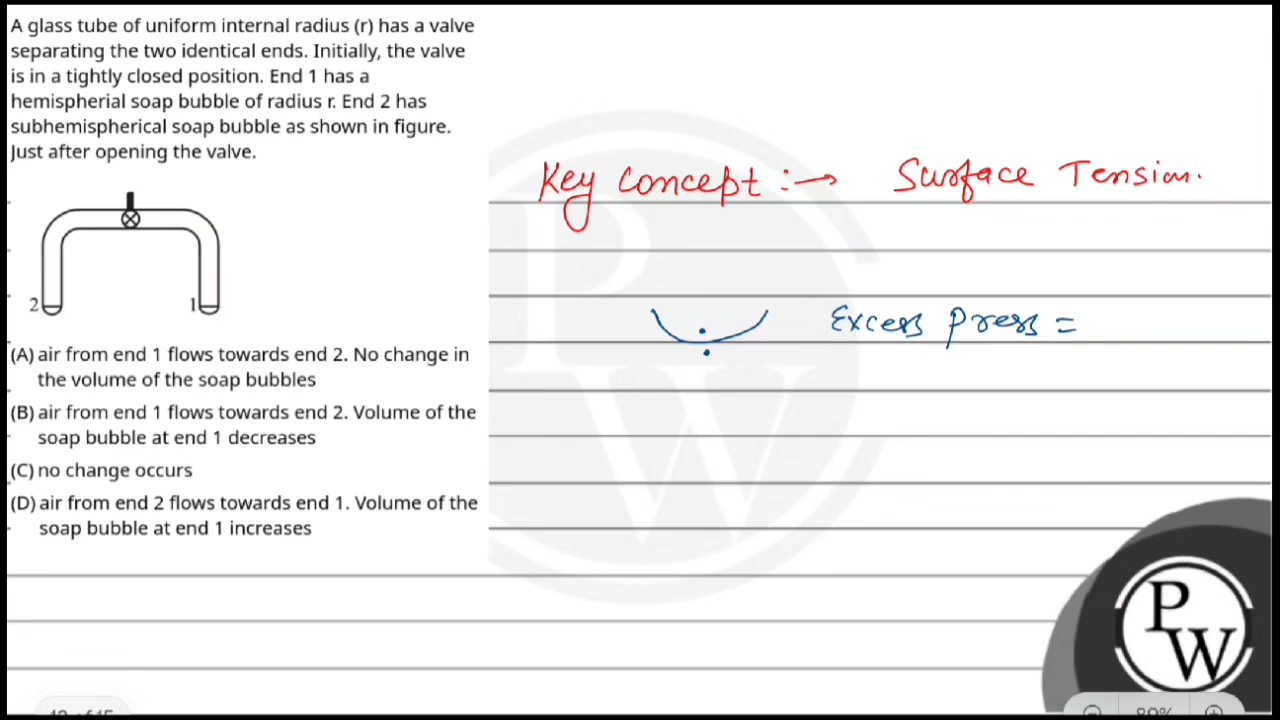 A glass tube of uniform internal radius (r) has a valve
separating the two identical ends. Initially, the valve
is in a tightly closed position. End 1 has a
hemispherial soap bubble of radius r. End 2 has
subhemispherical soap bubble as shown in figure.
Just after opening the valve.
2
1
(A) air from end 1 flows towards end 2. No change in
the volume of the soap bubbles
(B) air from end 1 flows towards end 2. Volume of the
soap bubble at end 1 decreases
(C) no change occurs
(D) air from end 2 flows towards end 1. Volume of the
soap bubble at end 1 increases
Key Concept :→ Surface Tension.
Excess Press =
PW
P
W